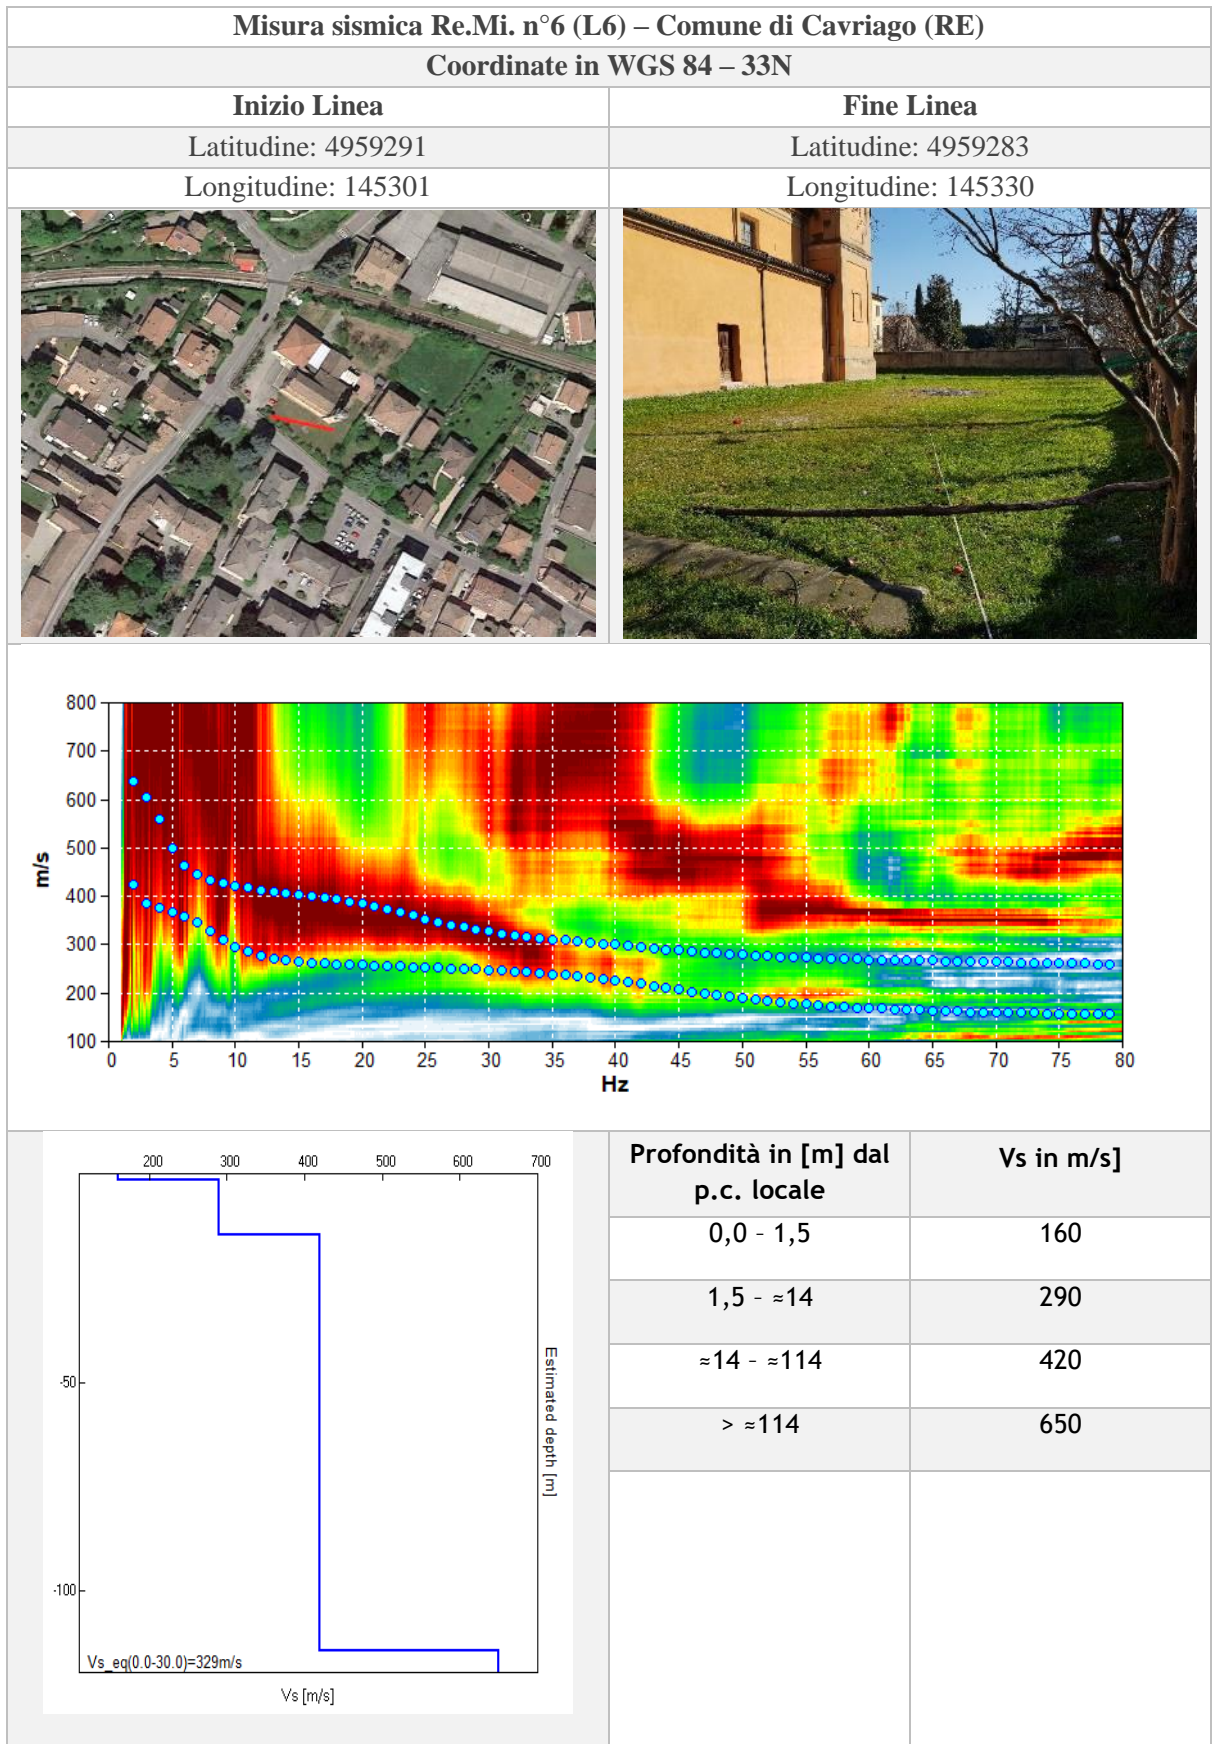 Misura sismica Re.Mi. n°6 (L6) – Comune di Cavriago (RE)
Coordinate in WGS 84 – 33N
Inizio Linea
Fine Linea
Latitudine: 4959291
Latitudine: 4959283
Longitudine: 145301
Longitudine: 145330
800
700
600
500
400
300
200
100
m/s
0 5 10 15 20 25 30 35 40 45 50 55 60 65 70 75 80
Hz
200 300 400 500 600 700
-50
-100
Estimated depth [m]
Vs_eq(0.0-30.0)=329m/s
Vs [m/s]
Profondità in [m] dal
p.c. locale
Vs in m/s]
0,0 – 1,5
160
1,5 – ≈14
290
≈14 – ≈114
420
> ≈114
650